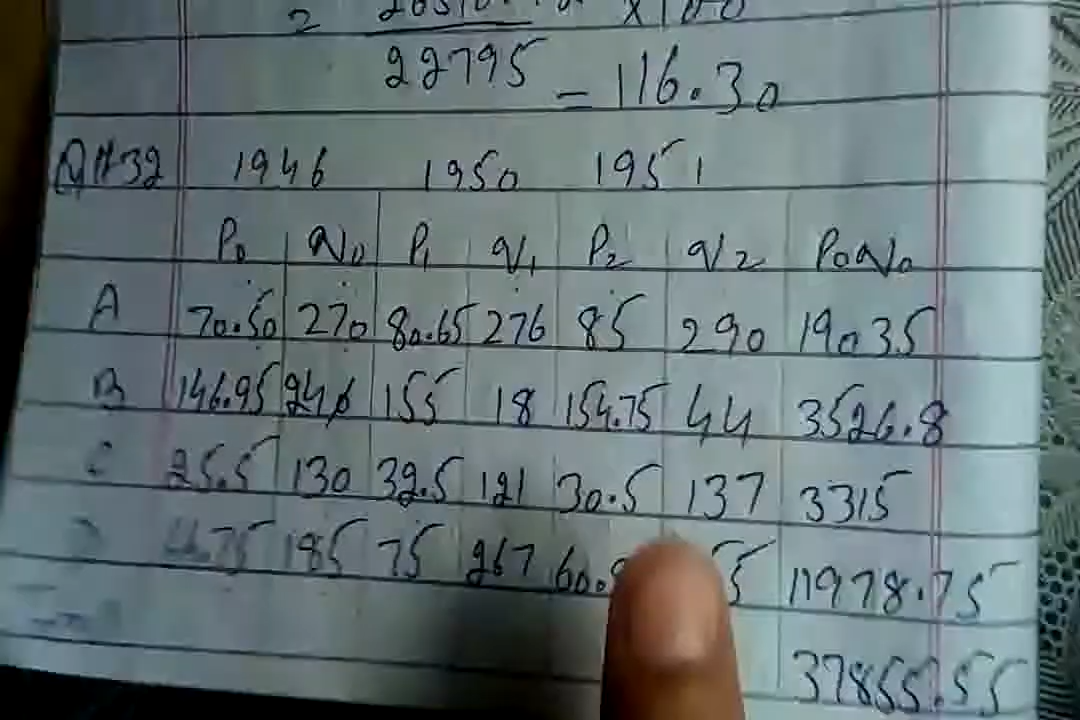 22795 = 116.30
Q#32 1946 1950 1951
P0 q0 P1 q1 P2 q2 P0q0
A 70.50 270 80.65 276 85 290 19035
B 146.95 24 155 18 154.75 44 3526.8
C 25.5 130 32.5 121 30.5 137 3315
185 75 267 11978.75
37855.55